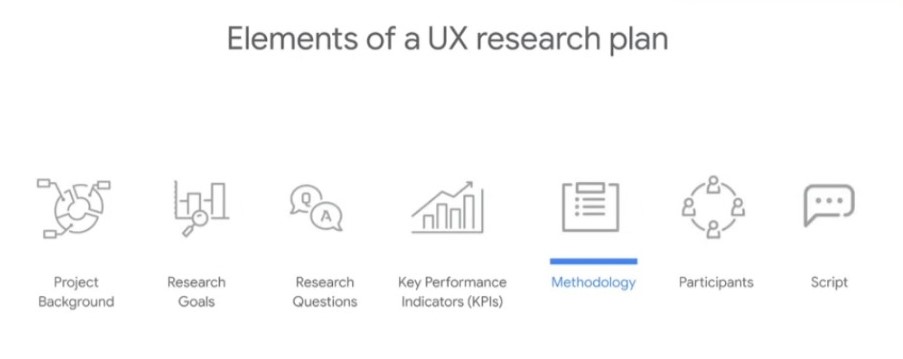 Elements of a UX research plan
Q
A
Project
Background
Research
Goals
Research
Questions
Key Performance
Indicators (KPIs)
Methodology
Participants
Script